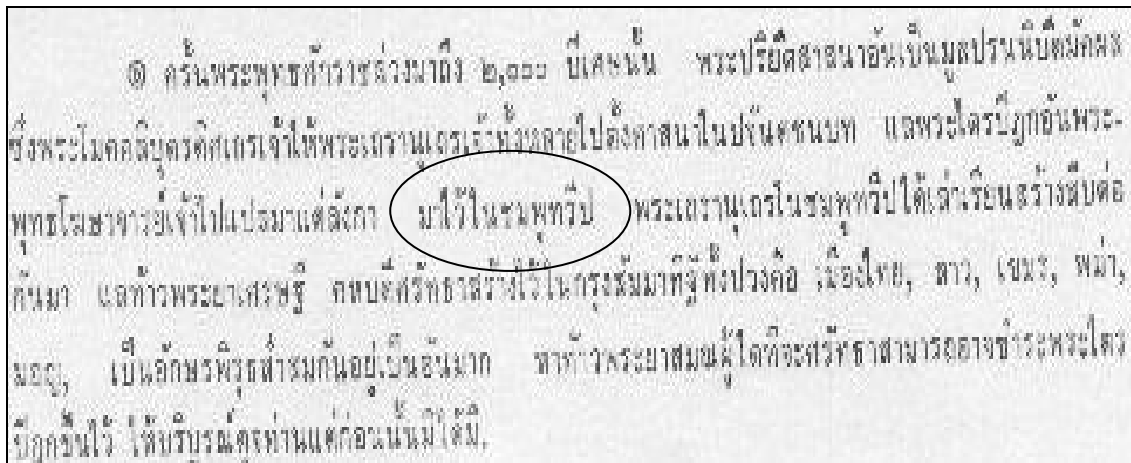 ๏ ครั้นพระพุทธศักราชล่วงมาถึง ๒,๐๐๐ ปีเศษนั้น พระปริยัติสาสนาอันเป็นมูลปรนนิบัติมัคผล
ซึ่งพระโมคคลีบุตรติศเถรเจ้าให้พระเถรานุเถรเจ้าทั้งหลายไปตั้งศาสนาในปจันตชนบท แลพระไตรปิฎกอันพระ-
พุทธโฆษาจารย์เจ้าไปแปลมาแต่ลังกา มาไว้ในชมพูทวีป พระเถรานุเถรในชมพูทวีปได้เล่าเรียนสร้างสืบต่อ
กันมา แลท้าวพระยาเศรษฐี คหบดีศรัทธาสร้างไว้ในกรุงสัมมาทิฐิทั้งปวงคือ เมืองไทย, ลาว, เขมร, พม่า,
มอญ, เป็นอักษรพิรุธส่ำสมกันอยู่เป็นอันมาก หาท้าวพระยาสมณผู้ใดที่จะศรัทธาสามารถอาจชำระพระไตร
ปิฎกขึ้นไว้ ให้บริบูรณ์ดุจท่านแต่ก่อนนั้นมิได้มี.